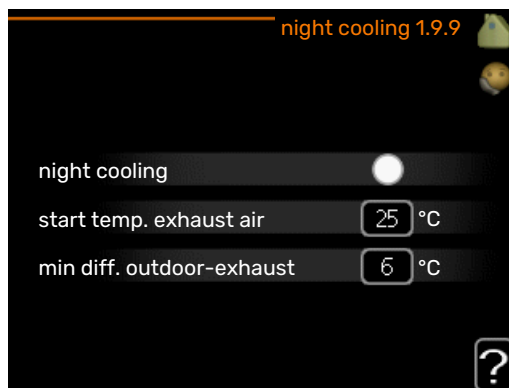 night cooling 1.9.9
night cooling
start temp. exhaust air 25 °C
min diff. outdoor-exhaust 6 °C
?